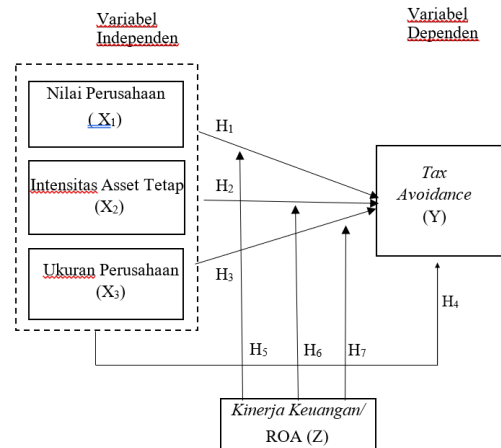 Variabel
Independen
Variabel
Dependen
Nilai Perusahaan
( X₁)
Intensitas Asset Tetap
(X₂)
Ukuran Perusahaan
(X₃)
H₁
H₂
H₃
Tax
Avoidance
(Y)
H₄
H₅
H₆
H₇
Kinerja Keuangan/
ROA (Z)